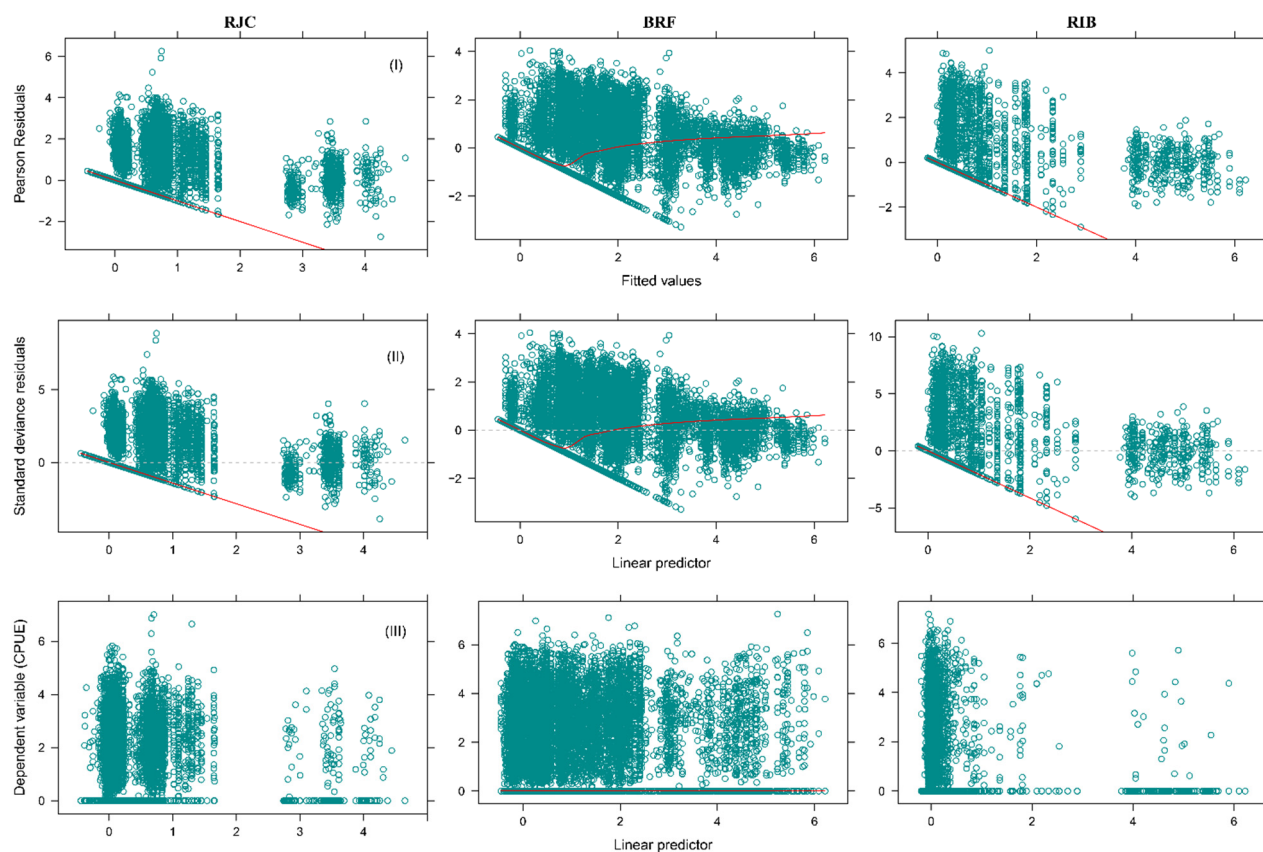 RJC BRF RIB
Pearson Residuals
(I)
6 4 2 0 −2
4 2 0 −2
4 2 0 −2
0 1 2 3 4
0 2 4 6
0 2 4 6
Fitted values
Standard deviance residuals
(II)
5 0
4 2 0 −2
10 5 0 −5
0 1 2 3 4
0 2 4 6
0 2 4 6
Linear predictor
Dependent variable (CPUE)
(III)
6 4 2 0
6 4 2 0
6 4 2 0
0 1 2 3 4
0 2 4 6
0 2 4 6
Linear predictor